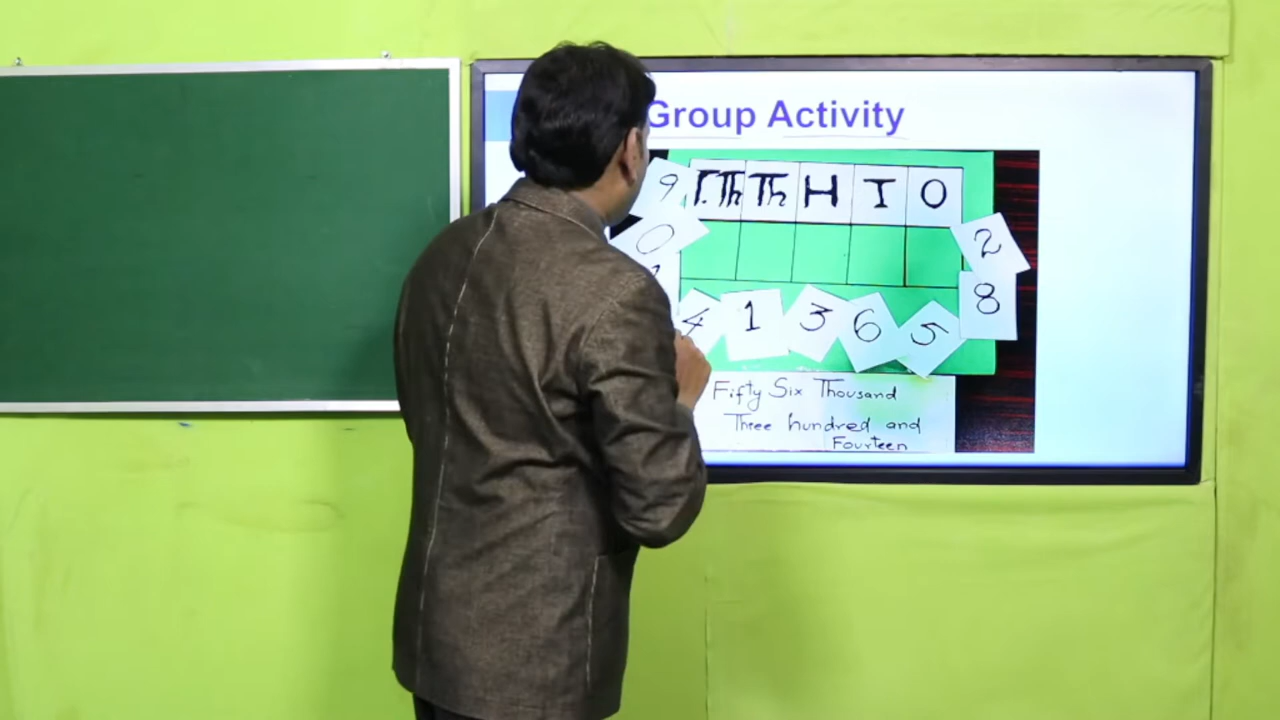 Group Activity
9 T.Th Th H T O
0
2
8
4 1 3 6 5
Fifty Six Thousand
Three hundred and
Fourteen